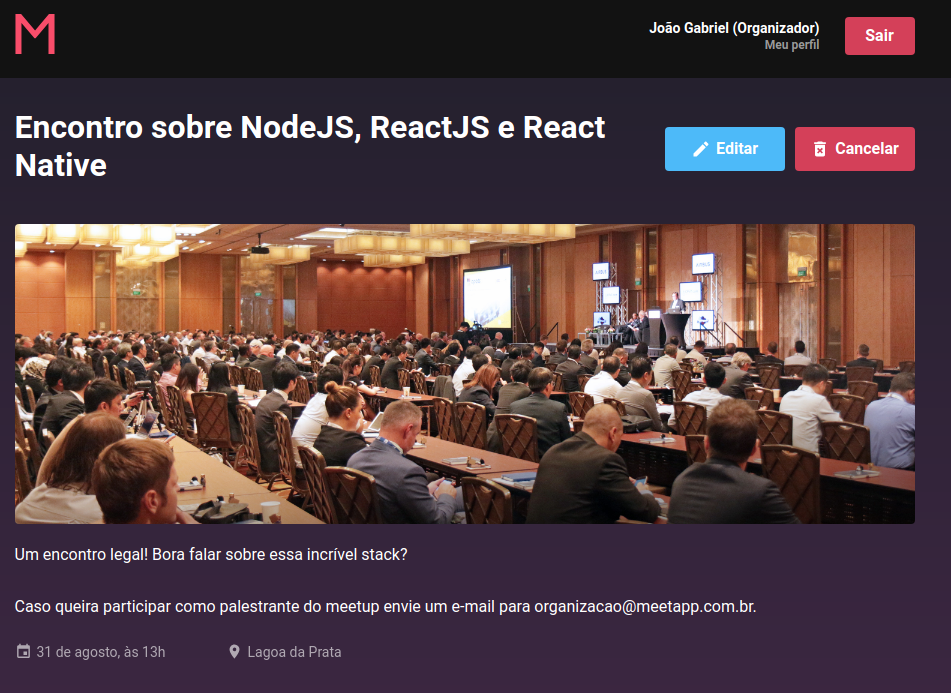 M
João Gabriel (Organizador)
Meu perfil
Sair
Encontro sobre NodeJS, ReactJS e React
Native
Editar
Cancelar
Um encontro legal! Bora falar sobre essa incrível stack?
Caso queira participar como palestrante do meetup envie um e-mail para organizacao@meetapp.com.br.
31 de agosto, às 13h
Lagoa da Prata